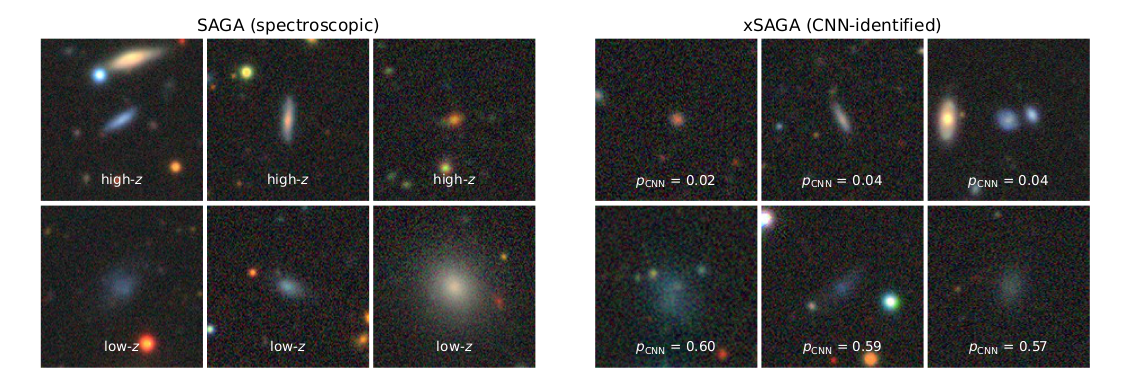 SAGA (spectroscopic)
xSAGA (CNN-identified)
high-z
high-z
high-z
p_CNN = 0.02
p_CNN = 0.04
p_CNN = 0.04
low-z
low-z
low-z
p_CNN = 0.60
p_CNN = 0.59
p_CNN = 0.57